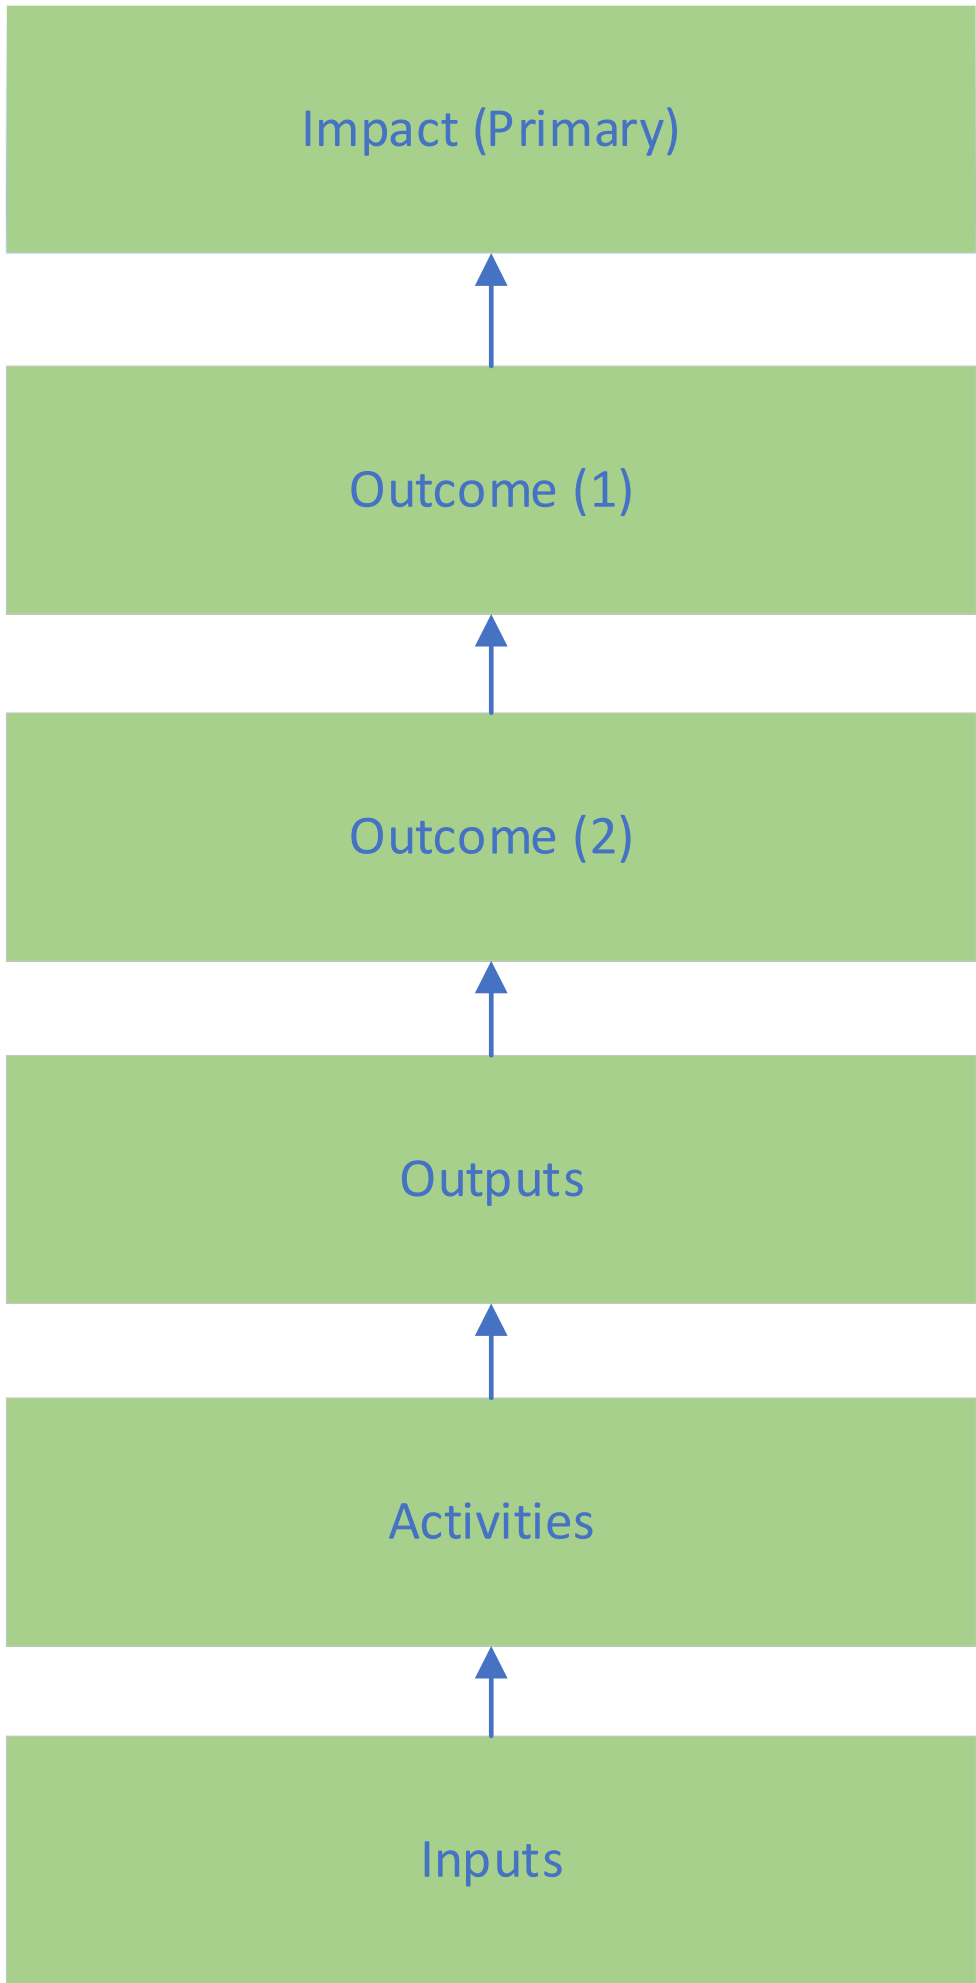 Impact (Primary)
Outcome (1)
Outcome (2)
Outputs
Activities
Inputs